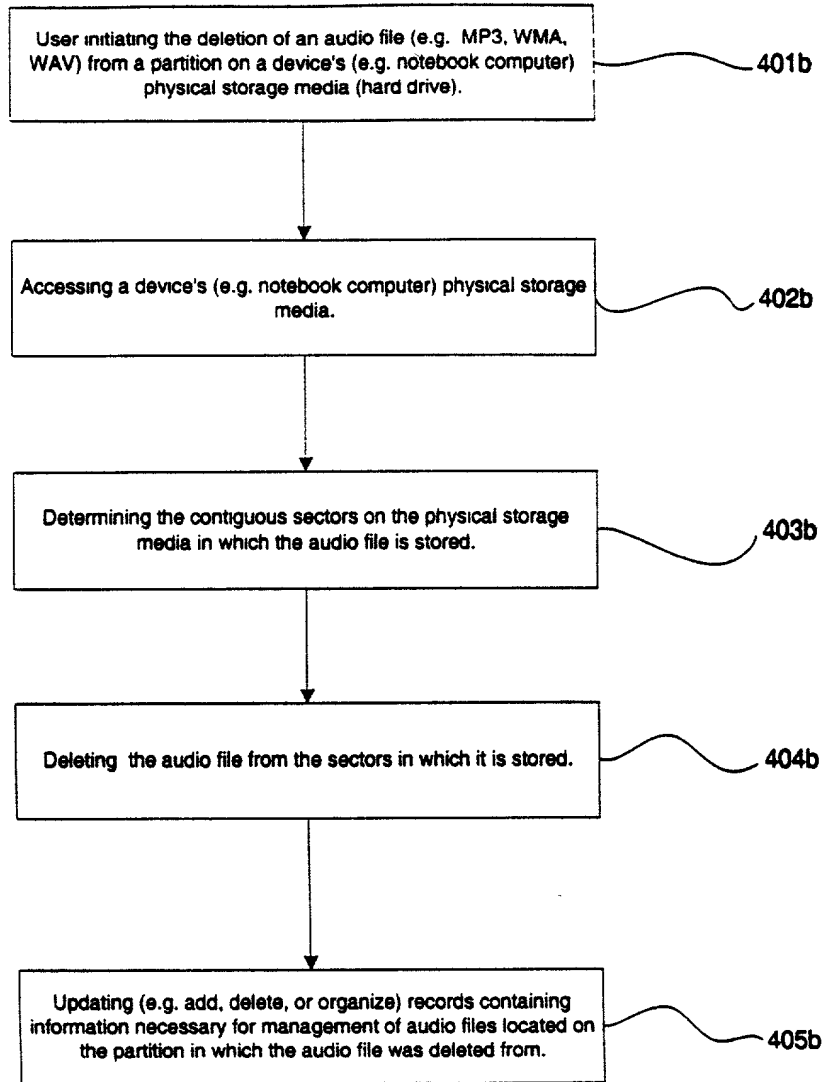 User initiating the deletion of an audio file (e.g. MP3, WMA,
WAV) from a partition on a device's (e.g. notebook computer)
physical storage media (hard drive).
401b
Accessing a device's (e.g. notebook computer) physical storage
media.
402b
Determining the contiguous sectors on the physical storage
media in which the audio file is stored.
403b
Deleting the audio file from the sectors in which it is stored.
404b
Updating (e.g. add, delete, or organize) records containing
information necessary for management of audio files located on
the partition in which the audio file was deleted from.
405b